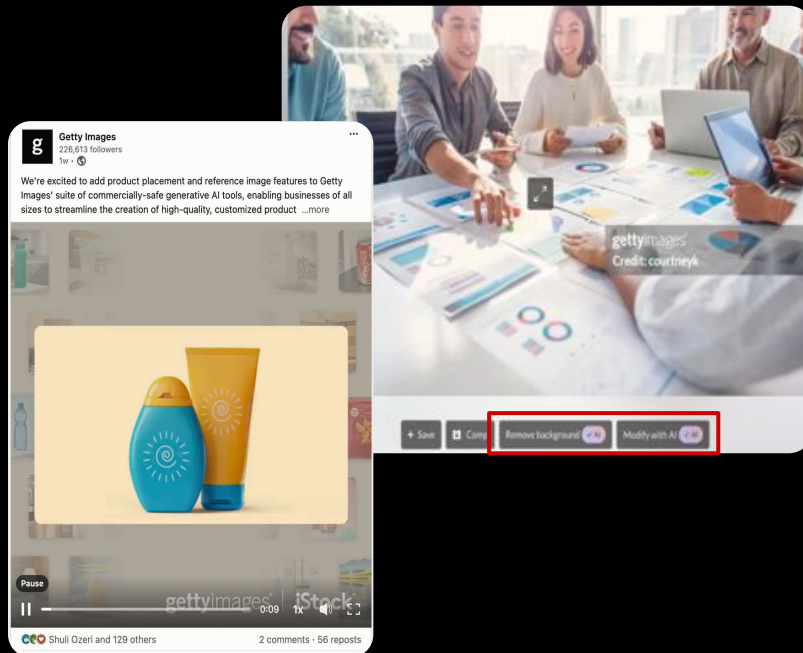 g
Getty Images
226,613 followers
1w •
We're excited to add product placement and reference image features to Getty
Images' suite of commercially-safe generative AI tools, enabling businesses of all
sizes to streamline the creation of high-quality, customized product ...more
Pause
gettyimages | iStock
0:09 1x
Shuli Ozeri and 129 others
2 comments • 56 reposts
gettyimages
Credit: courtneyk
+ Save
Comp
Remove background AI
Modify with AI AI